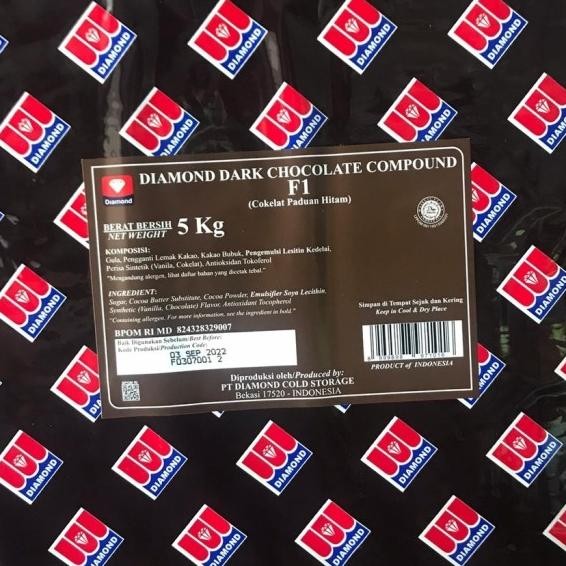 DIAMOND
DIAMOND DARK CHOCOLATE COMPOUND
F1
(Cokelat Paduan Hitam)
Diamond
BERAT BERSIH 5 Kg
NET WEIGHT
KOMPOSISI:
Gula, Pengganti Lemak Kakao, Kakao Bubuk, Pengemulsi Lesitin Kedelai,
Perisa Sintetik (Vanila, Cokelat), Antioksidan Tokoferol
"Mengandung alergen, lihat daftar bahan yang dicetak tebal."
INGREDIENT:
Sugar, Cocoa Butter Substitute, Cocoa Powder, Emulsifier Soya Lecithin,
Synthetic (Vanilla, Chocolate) Flavor, Antioxidant Tocopherol
"Containing allergen. For more information, see the ingredient in bold."
BPOM RI MD 824328329007
Baik Digunakan Sebelum/Best Before:
Kode Produksi/Production Code:
03 SEP 2022
F0307001 2
Simpan di Tempat Sejuk dan Kering
Keep in Cool & Dry Place
PRODUCT of INDONESIA
Diproduksi oleh/Produced by:
PT DIAMOND COLD STORAGE
Bekasi 17520 - INDONESIA